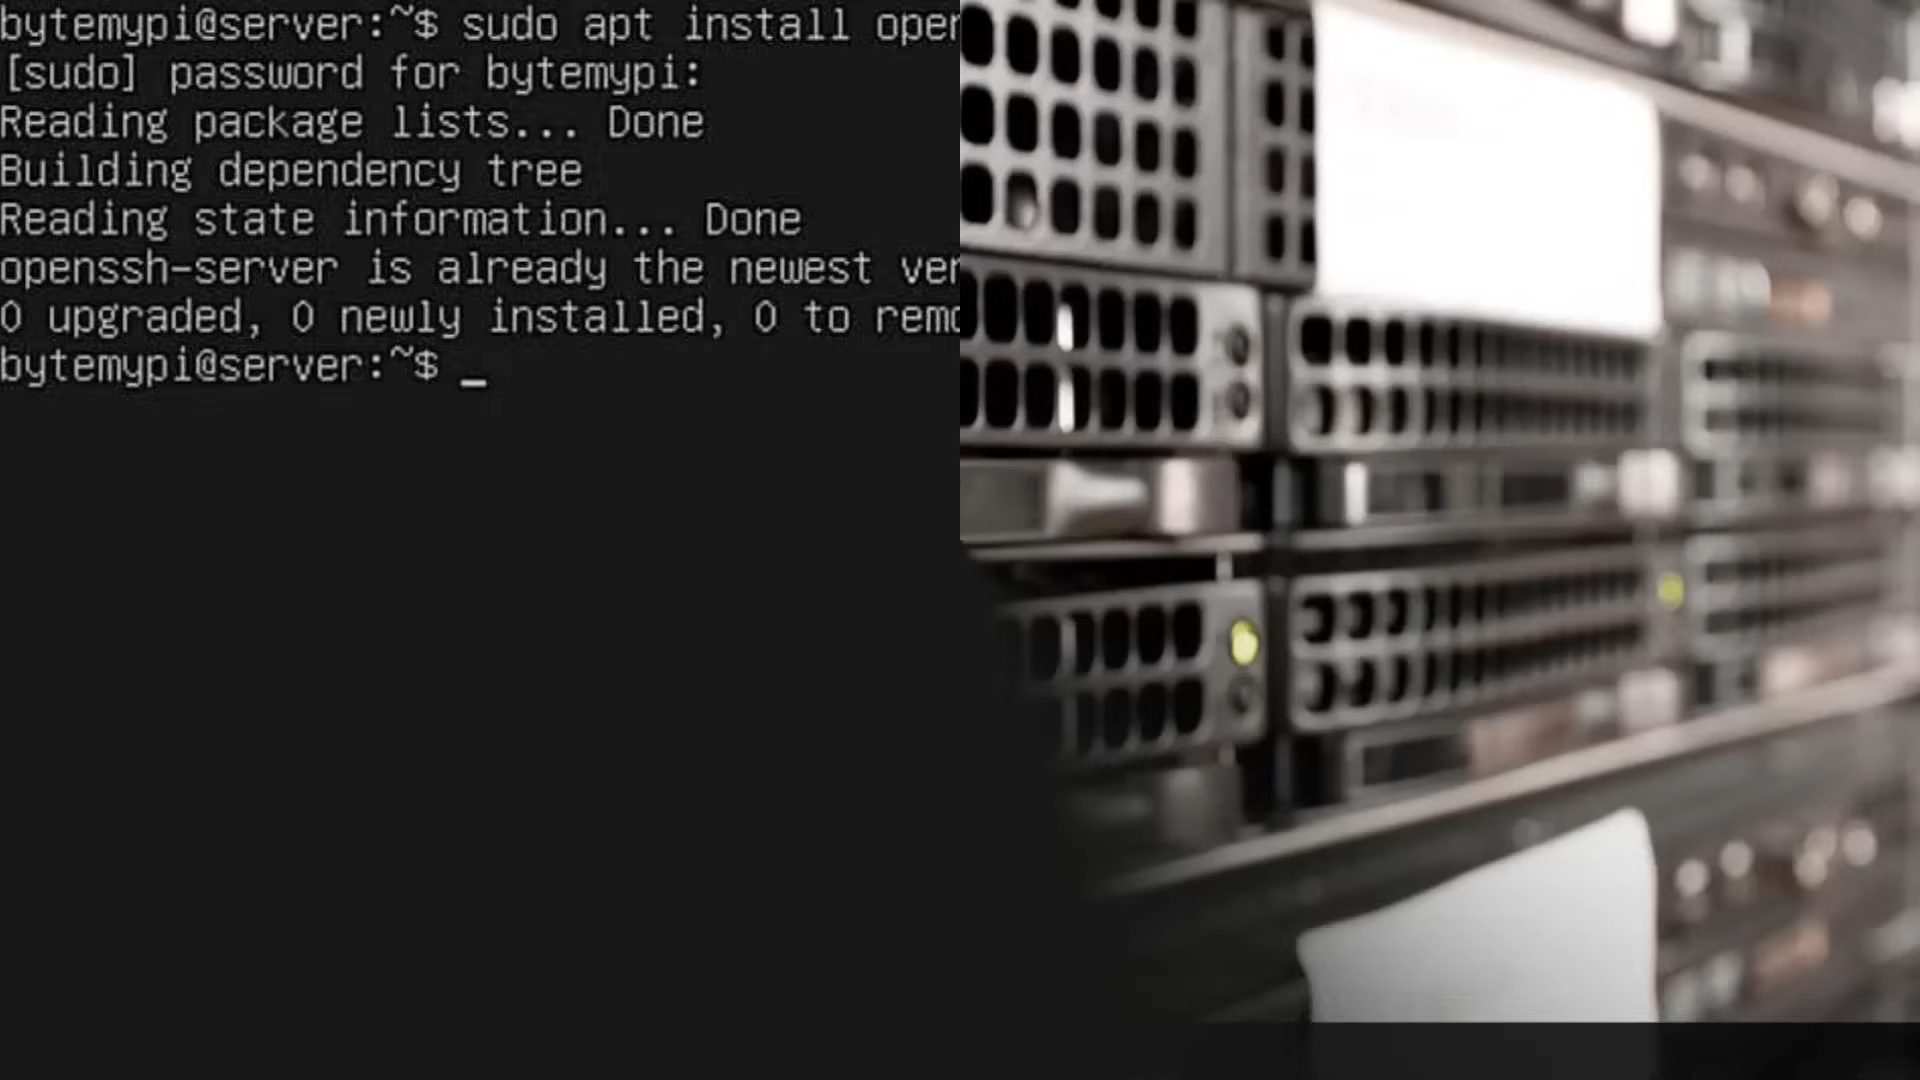 bytemypi@server:~$ sudo apt install open
[sudo] password for bytemypi:
Reading package lists... Done
Building dependency tree
Reading state information... Done
openssh-server is already the newest ver
0 upgraded, 0 newly installed, 0 to remo
bytemypi@server:~$ _